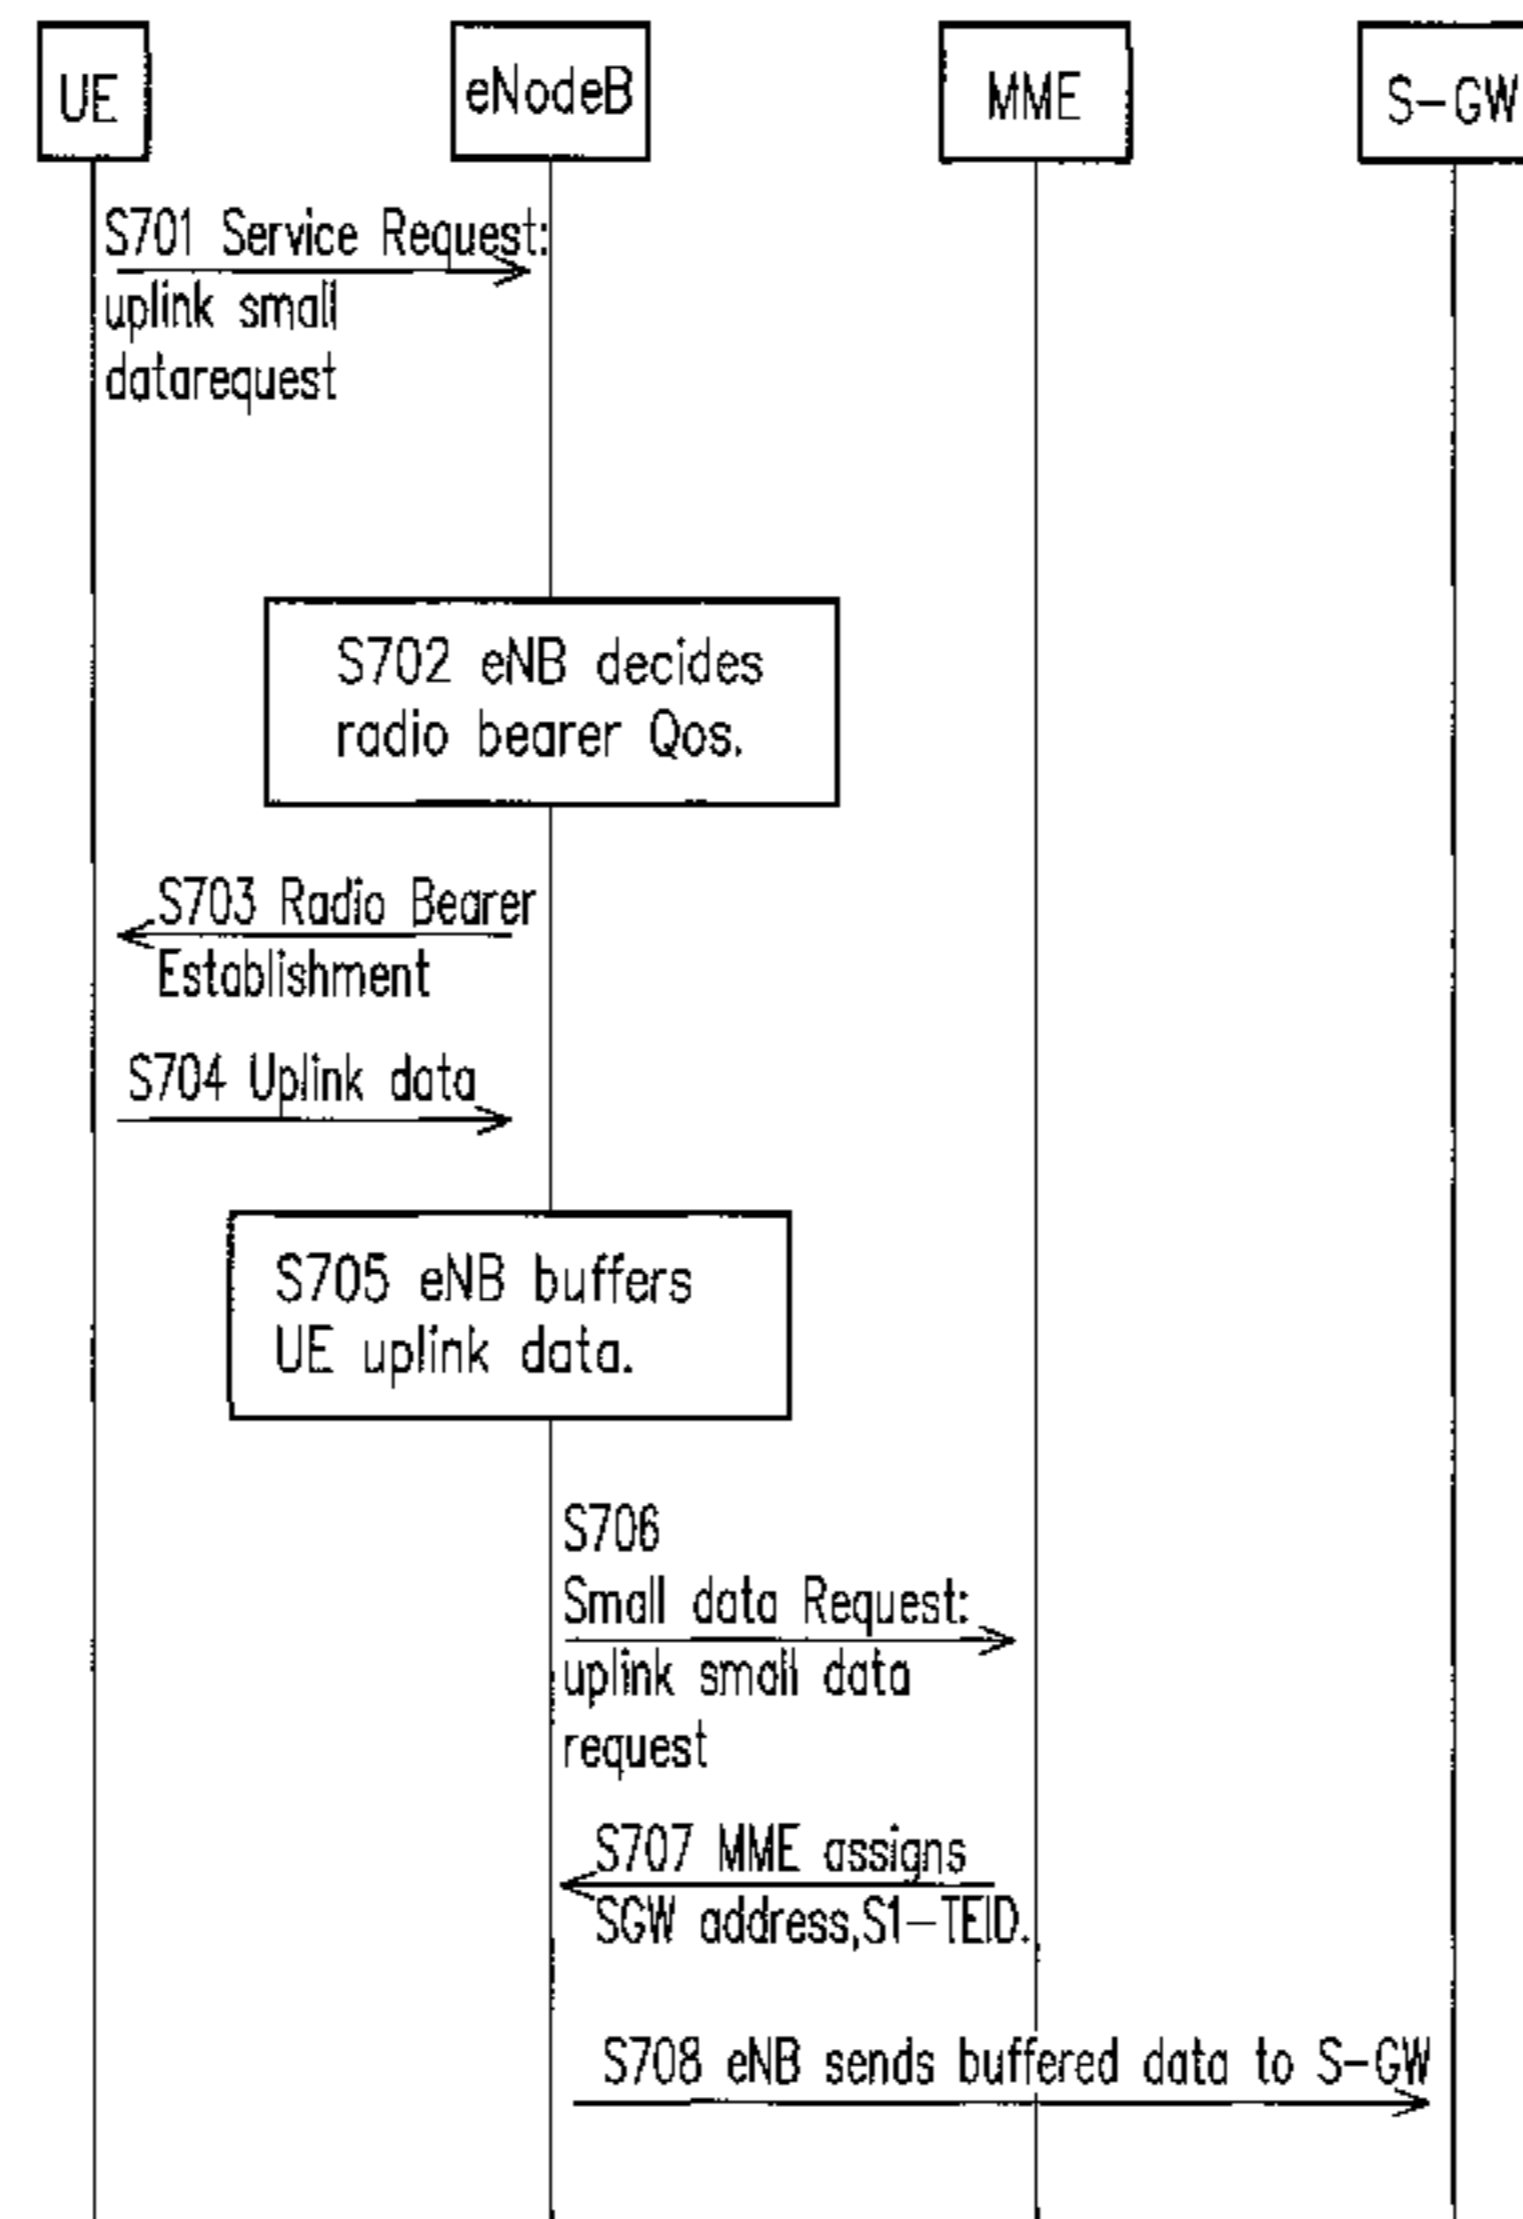 UE
eNodeB
MME
S-GW
S701 Service Request:
uplink small
datarequest
S702 eNB decides
radio bearer Qos.
S703 Radio Bearer
Establishment
S704 Uplink data
S705 eNB buffers
UE uplink data.
S706
Small data Request:
uplink small data
request
S707 MME assigns
SGW address,S1-TEID.
S708 eNB sends buffered data to S-GW